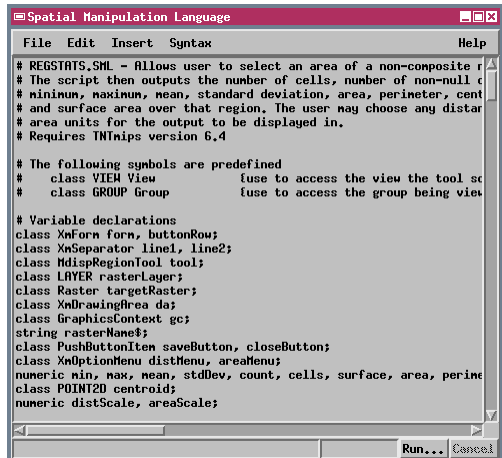 Spatial Manipulation Language
File Edit Insert Syntax Help
# REGSTATS.SML - Allows user to select an area of a non-composite
# The script then outputs the number of cells, number of non-null
# minimum, maximum, mean, standard deviation, area, perimeter, cent
# and surface area over that region. The user may choose any distan
# area units for the output to be displayed in.
# Requires TNTmips version 6.4
# The following symbols are predefined
# class VIEW View {use to access the view the tool sc
# class GROUP Group {use to access the group being view
# Variable declarations
class XmForm form, buttonRow;
class XmSeparator line1, line2;
class MdispRegionTool tool;
class LAYER rasterLayer;
class Raster targetRaster;
class XmDrawingArea da;
class GraphicsContext gc;
string rasterName$;
class PushButtonItem saveButton, closeButton;
class XmOptionMenu distMenu, areaMenu;
numeric min, max, mean, stdDev, count, cells, surface, area, perime
class POINT2D centroid;
numeric distScale, areaScale;
Run... Cancel